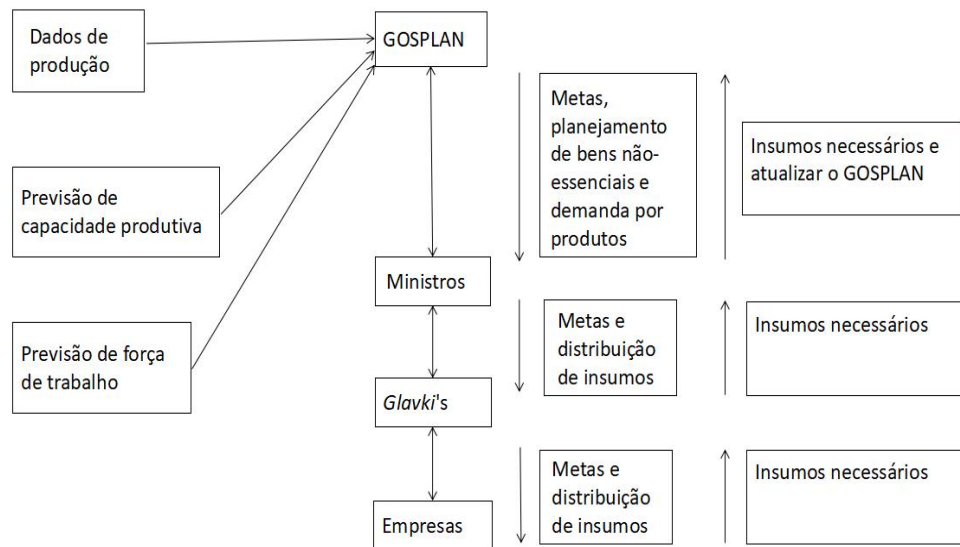 Dados de
produção
GOSPLAN
Metas,
planejamento
de bens não-
essenciais e
demanda por
produtos
Insumos necessários e
atualizar o GOSPLAN
Previsão de
capacidade produtiva
Ministros
Previsão de força
de trabalho
Metas e
distribuição
de insumos
Insumos necessários
Glavki's
Metas e
distribuição
de insumos
Insumos necessários
Empresas